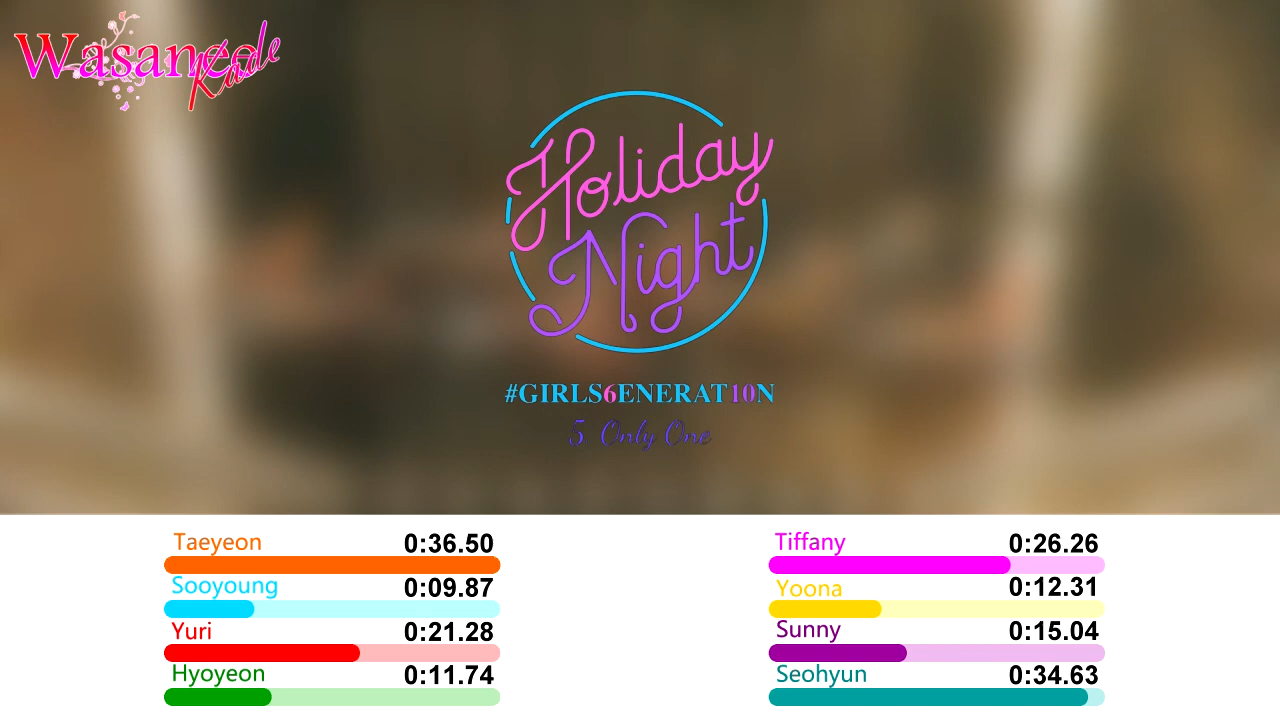 Wasaneode
Kade
Holiday
Night
#GIRLS6ENERAT10N
5 Only One
Taeyeon 0:36.50
Tiffany 0:26.26
Sooyoung 0:09.87
Yoona 0:12.31
Yuri 0:21.28
Sunny 0:15.04
Hyoyeon 0:11.74
Seohyun 0:34.63